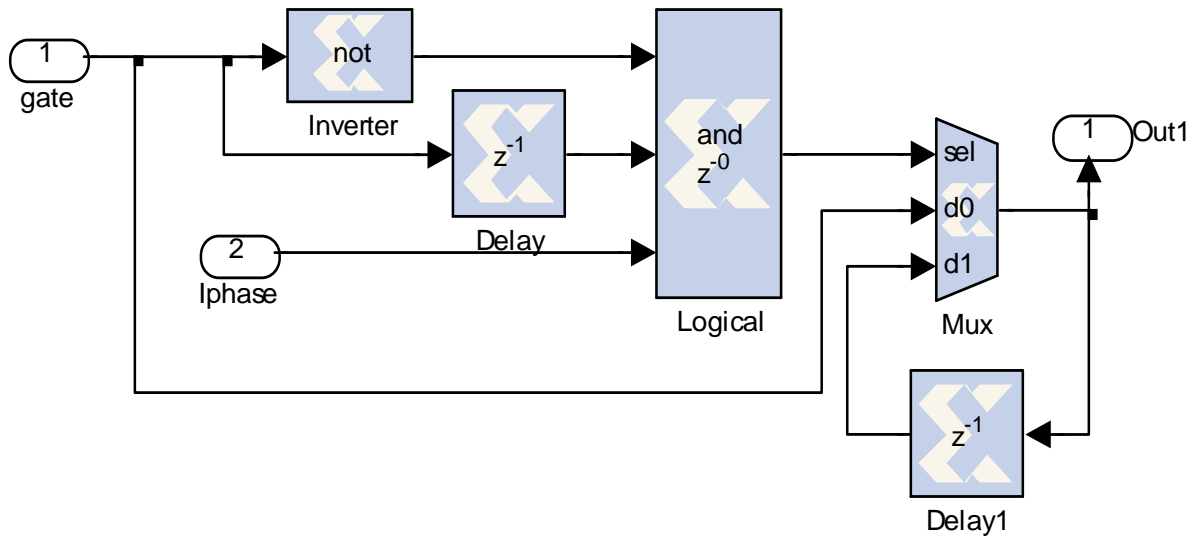 1
gate
not
Inverter
z-1
Delay
2
Iphase
and
z-0
Logical
sel
d0
d1
Mux
1
Out1
z-1
Delay1